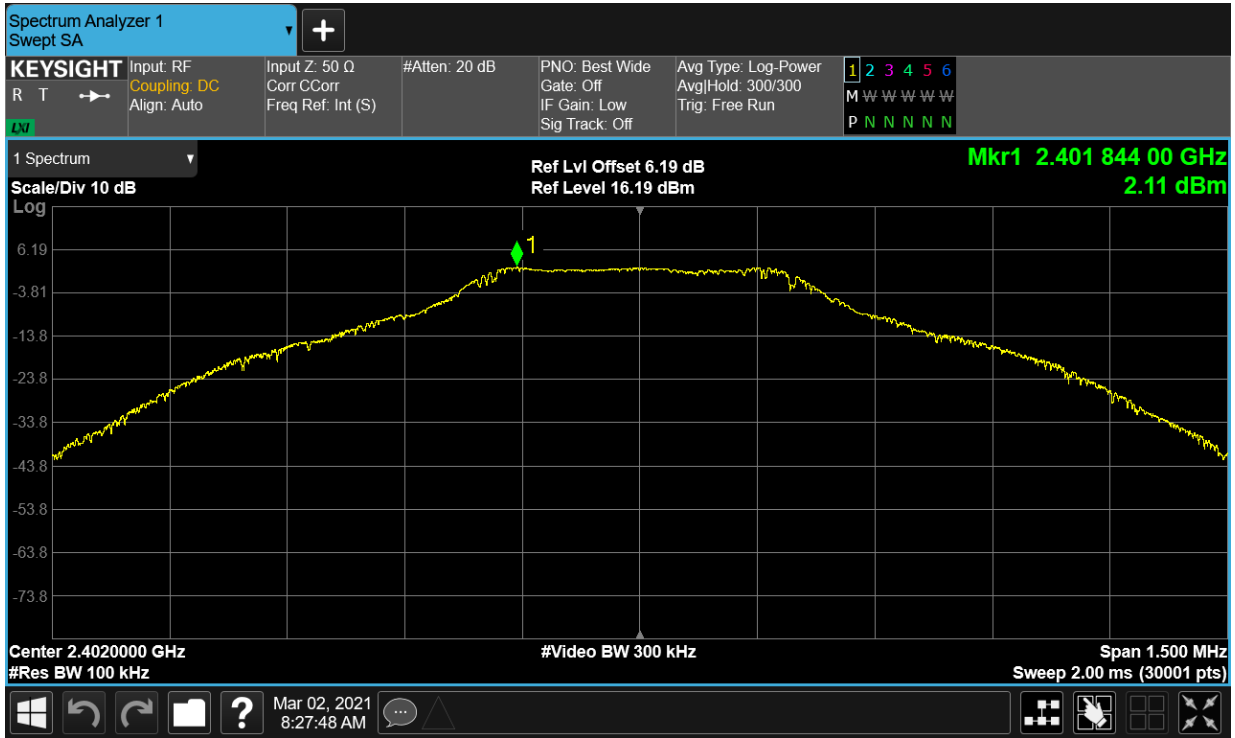 Spectrum Analyzer 1
Swept SA
KEYSIGHT
R T
LXI
Input: RF
Coupling: DC
Align: Auto
Input Z: 50 Ω
Corr CCorr
Freq Ref: Int (S)
#Atten: 20 dB
PNO: Best Wide
Gate: Off
IF Gain: Low
Sig Track: Off
Avg Type: Log-Power
Avg|Hold: 300/300
Trig: Free Run
1 2 3 4 5 6
M W W W W W
P N N N N N
1 Spectrum
Scale/Div 10 dB
Log
Ref Lvl Offset 6.19 dB
Ref Level 16.19 dBm
Mkr1 2.401 844 00 GHz
2.11 dBm
1
6.19
-3.81
-13.8
-23.8
-33.8
-43.8
-53.8
-63.8
-73.8
Center 2.4020000 GHz
#Res BW 100 kHz
#Video BW 300 kHz
Span 1.500 MHz
Sweep 2.00 ms (30001 pts)
?
Mar 02, 2021
8:27:48 AM